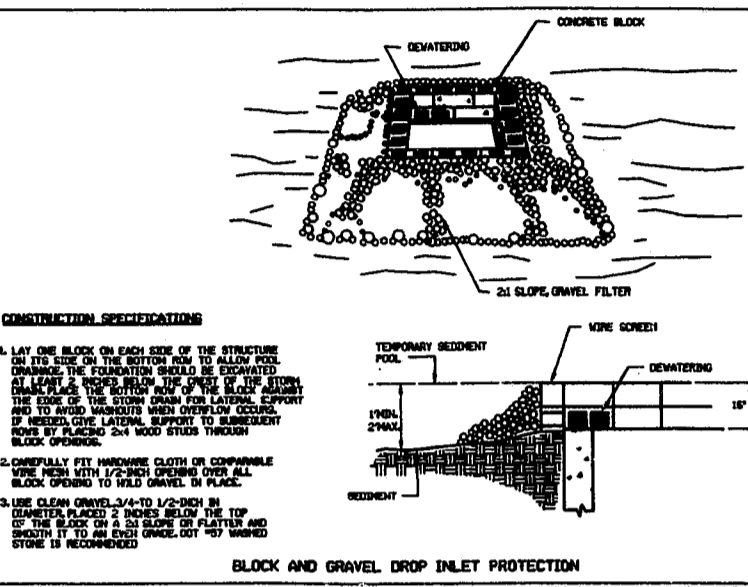 CONCRETE BLOCK
DEWATERING
2:1 SLOPE, GRAVEL FILTER
CONSTRUCTION SPECIFICATIONS
1. LAY ONE BLOCK ON EACH SIDE OF THE STRUCTURE
ON ITS SIDE ON THE BOTTOM ROW TO ALLOW POOL
DRAINAGE. THE FOUNDATION SHOULD BE EXCAVATED
AT LEAST 2 INCHES BELOW THE CREST OF THE STORM
DRAIN. PLACE THE BOTTOM ROW OF THE BLOCK AGAINST
THE EDGE OF THE STORM DRAIN FOR LATERAL SUPPORT
AND TO AVOID WASHOUTS WHEN OVERFLOW OCCURS.
IF NEEDED, GIVE LATERAL SUPPORT TO SUBSEQUENT
ROWS BY PLACING 2x4 WOOD STUDS THROUGH
BLOCK OPENINGS.
2. CAREFULLY FIT HARDWARE CLOTH OR COMPARABLE
WIRE MESH WITH 1/2-INCH OPENING OVER ALL
BLOCK OPENING TO HOLD GRAVEL IN PLACE.
3. USE CLEAN GRAVEL, 3/4-TO 1/2-INCH IN
DIAMETER, PLACED 2 INCHES BELOW THE TOP
OF THE BLOCK ON A 2:1 SLOPE OR FLATTER AND
SMOOTH IT TO AN EVEN GRADE. DOT #57 WASHED
STONE IS RECOMMENDED
WIRE SCREEN
TEMPORARY SEDIMENT
POOL
DEWATERING
1'MIN.
2'MAX.
16"
SEDIMENT
BLOCK AND GRAVEL DROP INLET PROTECTION